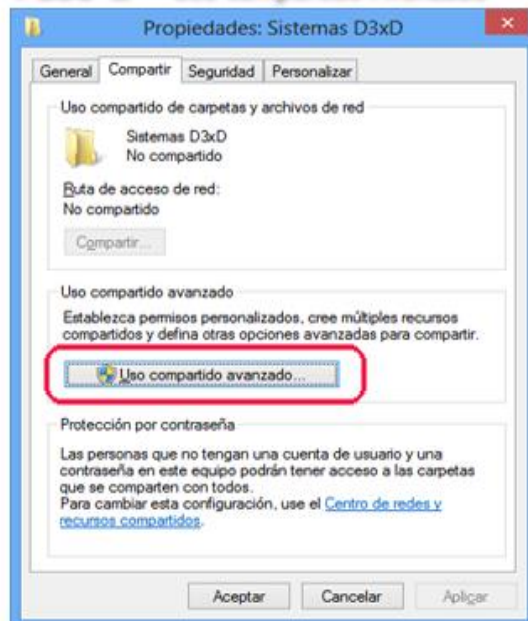 Propiedades: Sistemas D3xD
General Compartir Seguridad Personalizar
Uso compartido de carpetas y archivos de red
Sistemas D3xD
No compartido
Ruta de acceso de red:
No compartido
Compartir...
Uso compartido avanzado
Establezca permisos personalizados, cree múltiples recursos
compartidos y defina otras opciones avanzadas para compartir.
Uso compartido avanzado...
Protección por contraseña
Las personas que no tengan una cuenta de usuario y una
contraseña en este equipo podrán tener acceso a las carpetas
que se comparten con todos.
Para cambiar esta configuración, use el Centro de redes y
recursos compartidos.
Aceptar Cancelar Aplicar